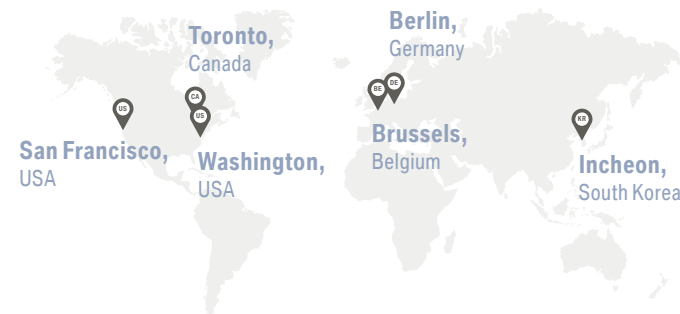 Toronto,
Canada
Berlin,
Germany
US
CA
US
BE
DE
KR
San Francisco,
USA
Washington,
USA
Brussels,
Belgium
Incheon,
South Korea